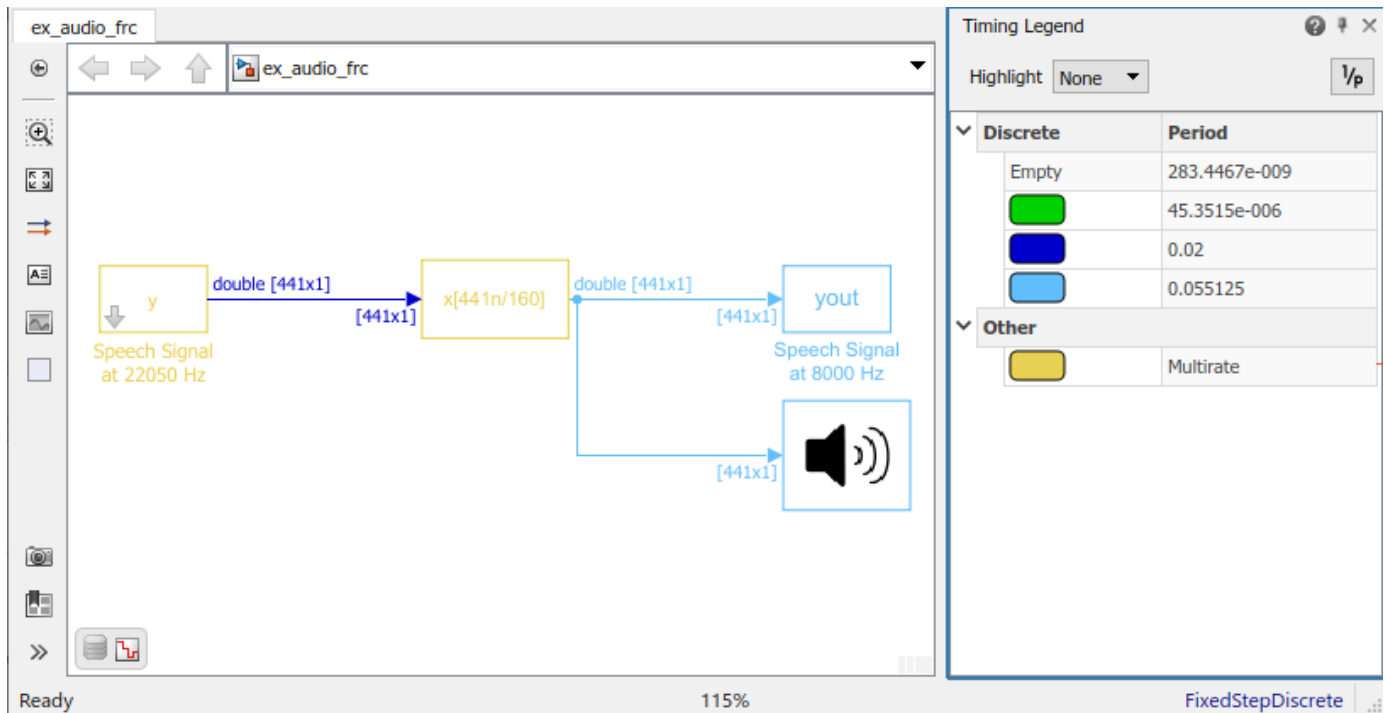 ex_audio_frc
ex_audio_frc
y
Speech Signal
at 22050 Hz
double [441x1]
[441x1]
x[441n/160]
double [441x1]
[441x1]
yout
Speech Signal
at 8000 Hz
[441x1]
Ready
115%
FixedStepDiscrete
Timing Legend
Highlight None
1/p
Discrete Period
Empty 283.4467e-009
45.3515e-006
0.02
0.055125
Other
Multirate